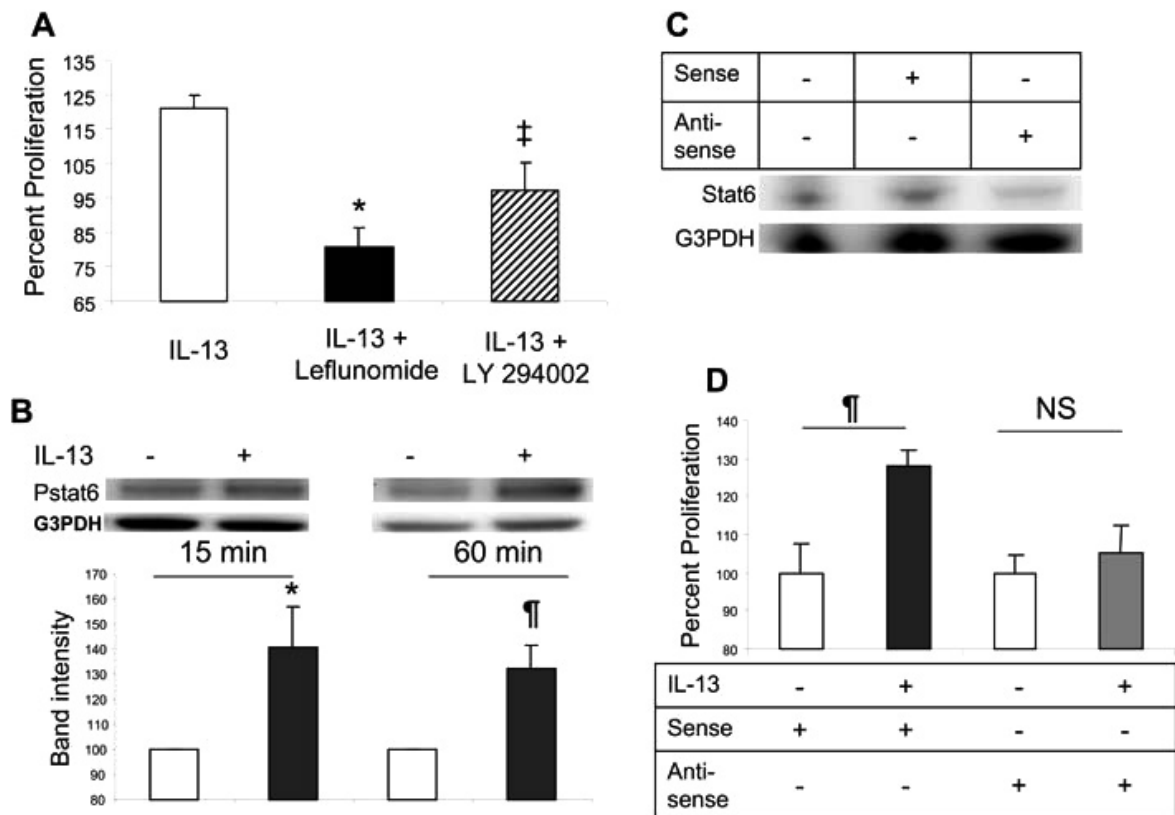 A
Percent Proliferation
135
125
115
105
95
85
75
65
*
‡
IL-13
IL-13 +
Leflunomide
IL-13 +
LY 294002
B
IL-13 - + - +
Pstat6
G3PDH
15 min 60 min
Band intensity
170
160
150
140
130
120
110
100
90
80
*
¶
C
Sense - + -
Anti-
sense - - +
Stat6
G3PDH
D
Percent Proliferation
140
130
120
110
100
90
80
¶ NS
IL-13 - + - +
Sense + + - -
Anti-
sense - - + +